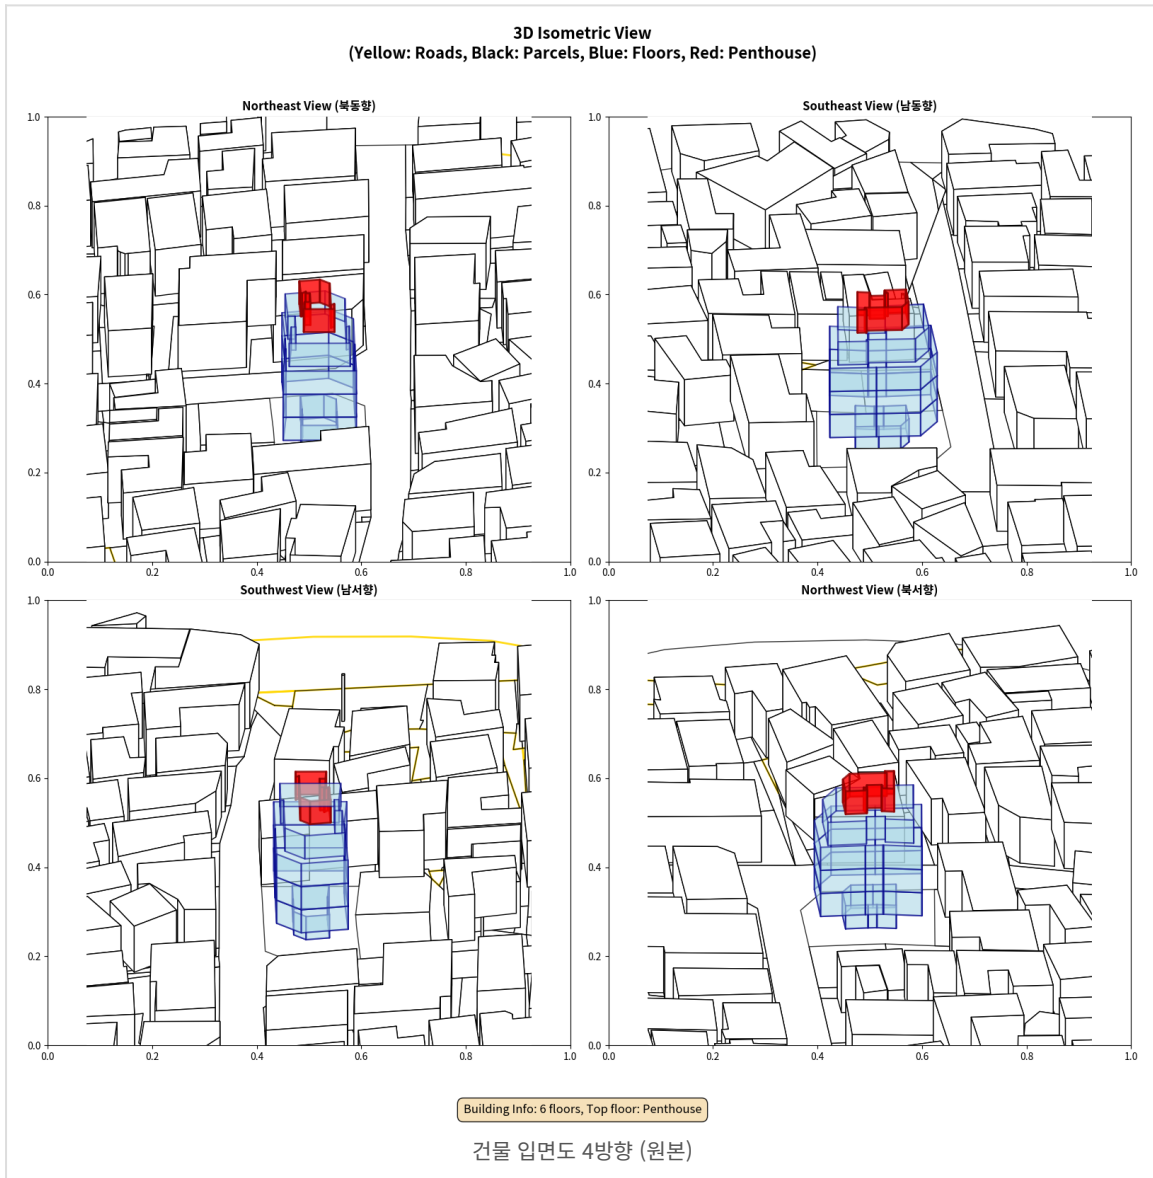 3D Isometric View
(Yellow: Roads, Black: Parcels, Blue: Floors, Red: Penthouse)
Northeast View (북동향)
1.0
0.8
0.6
0.4
0.2
0.0
0.0 0.2 0.4 0.6 0.8 1.0
Southeast View (남동향)
1.0
0.8
0.6
0.4
0.2
0.0
0.0 0.2 0.4 0.6 0.8 1.0
Southwest View (남서향)
1.0
0.8
0.6
0.4
0.2
0.0
0.0 0.2 0.4 0.6 0.8 1.0
Northwest View (북서향)
1.0
0.8
0.6
0.4
0.2
0.0
0.0 0.2 0.4 0.6 0.8 1.0
Building Info: 6 floors, Top floor: Penthouse
건물 입면도 4방향 (원본)